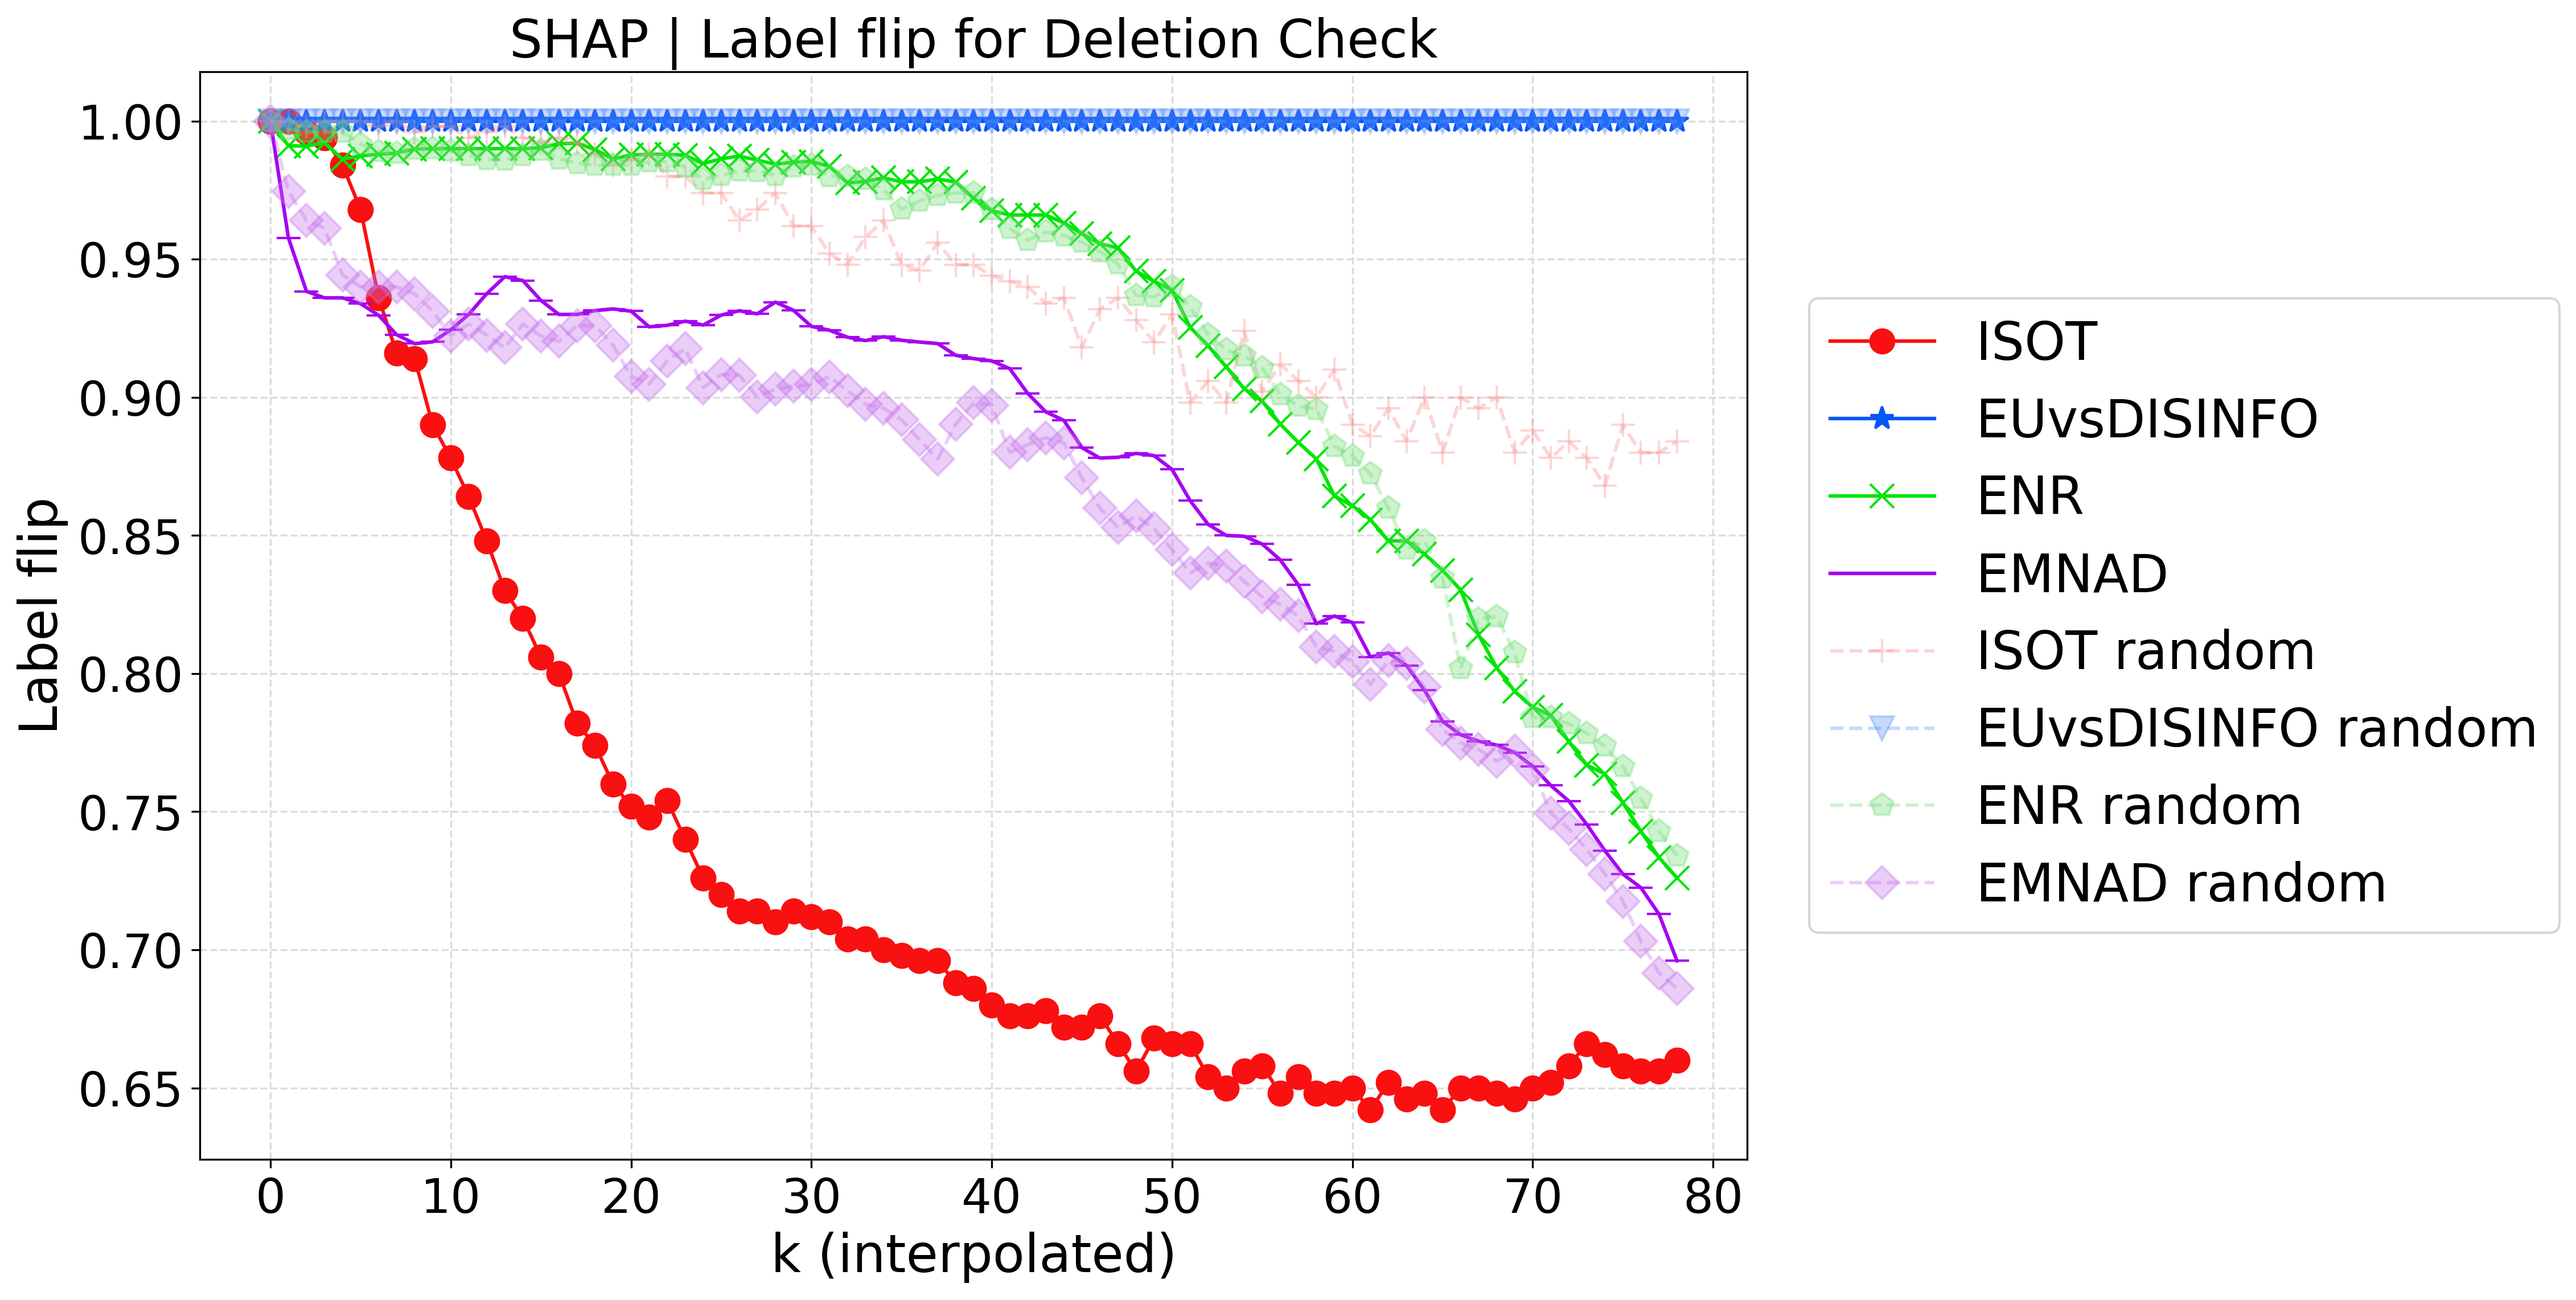 SHAP | Label flip for Deletion Check
Label flip
1.00
0.95
0.90
0.85
0.80
0.75
0.70
0.65
0 10 20 30 40 50 60 70 80
k (interpolated)
ISOT
EUvsDISINFO
ENR
EMNAD
ISOT random
EUvsDISINFO random
ENR random
EMNAD random